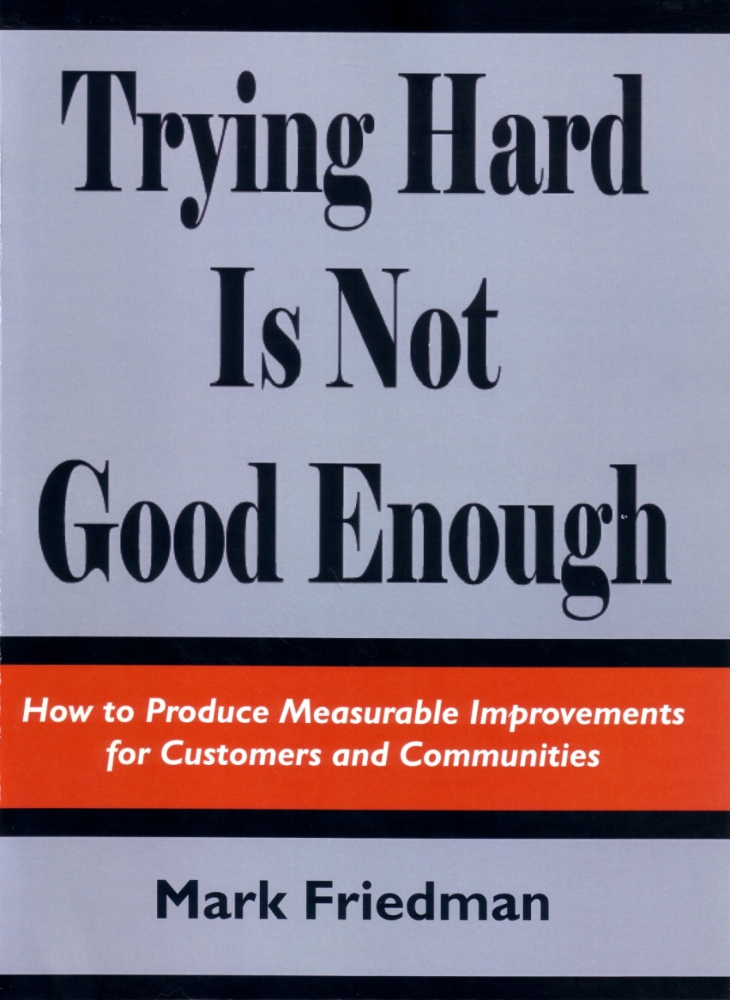 Trying Hard
Is Not
Good Enough
How to Produce Measurable Improvements
for Customers and Communities
Mark Friedman